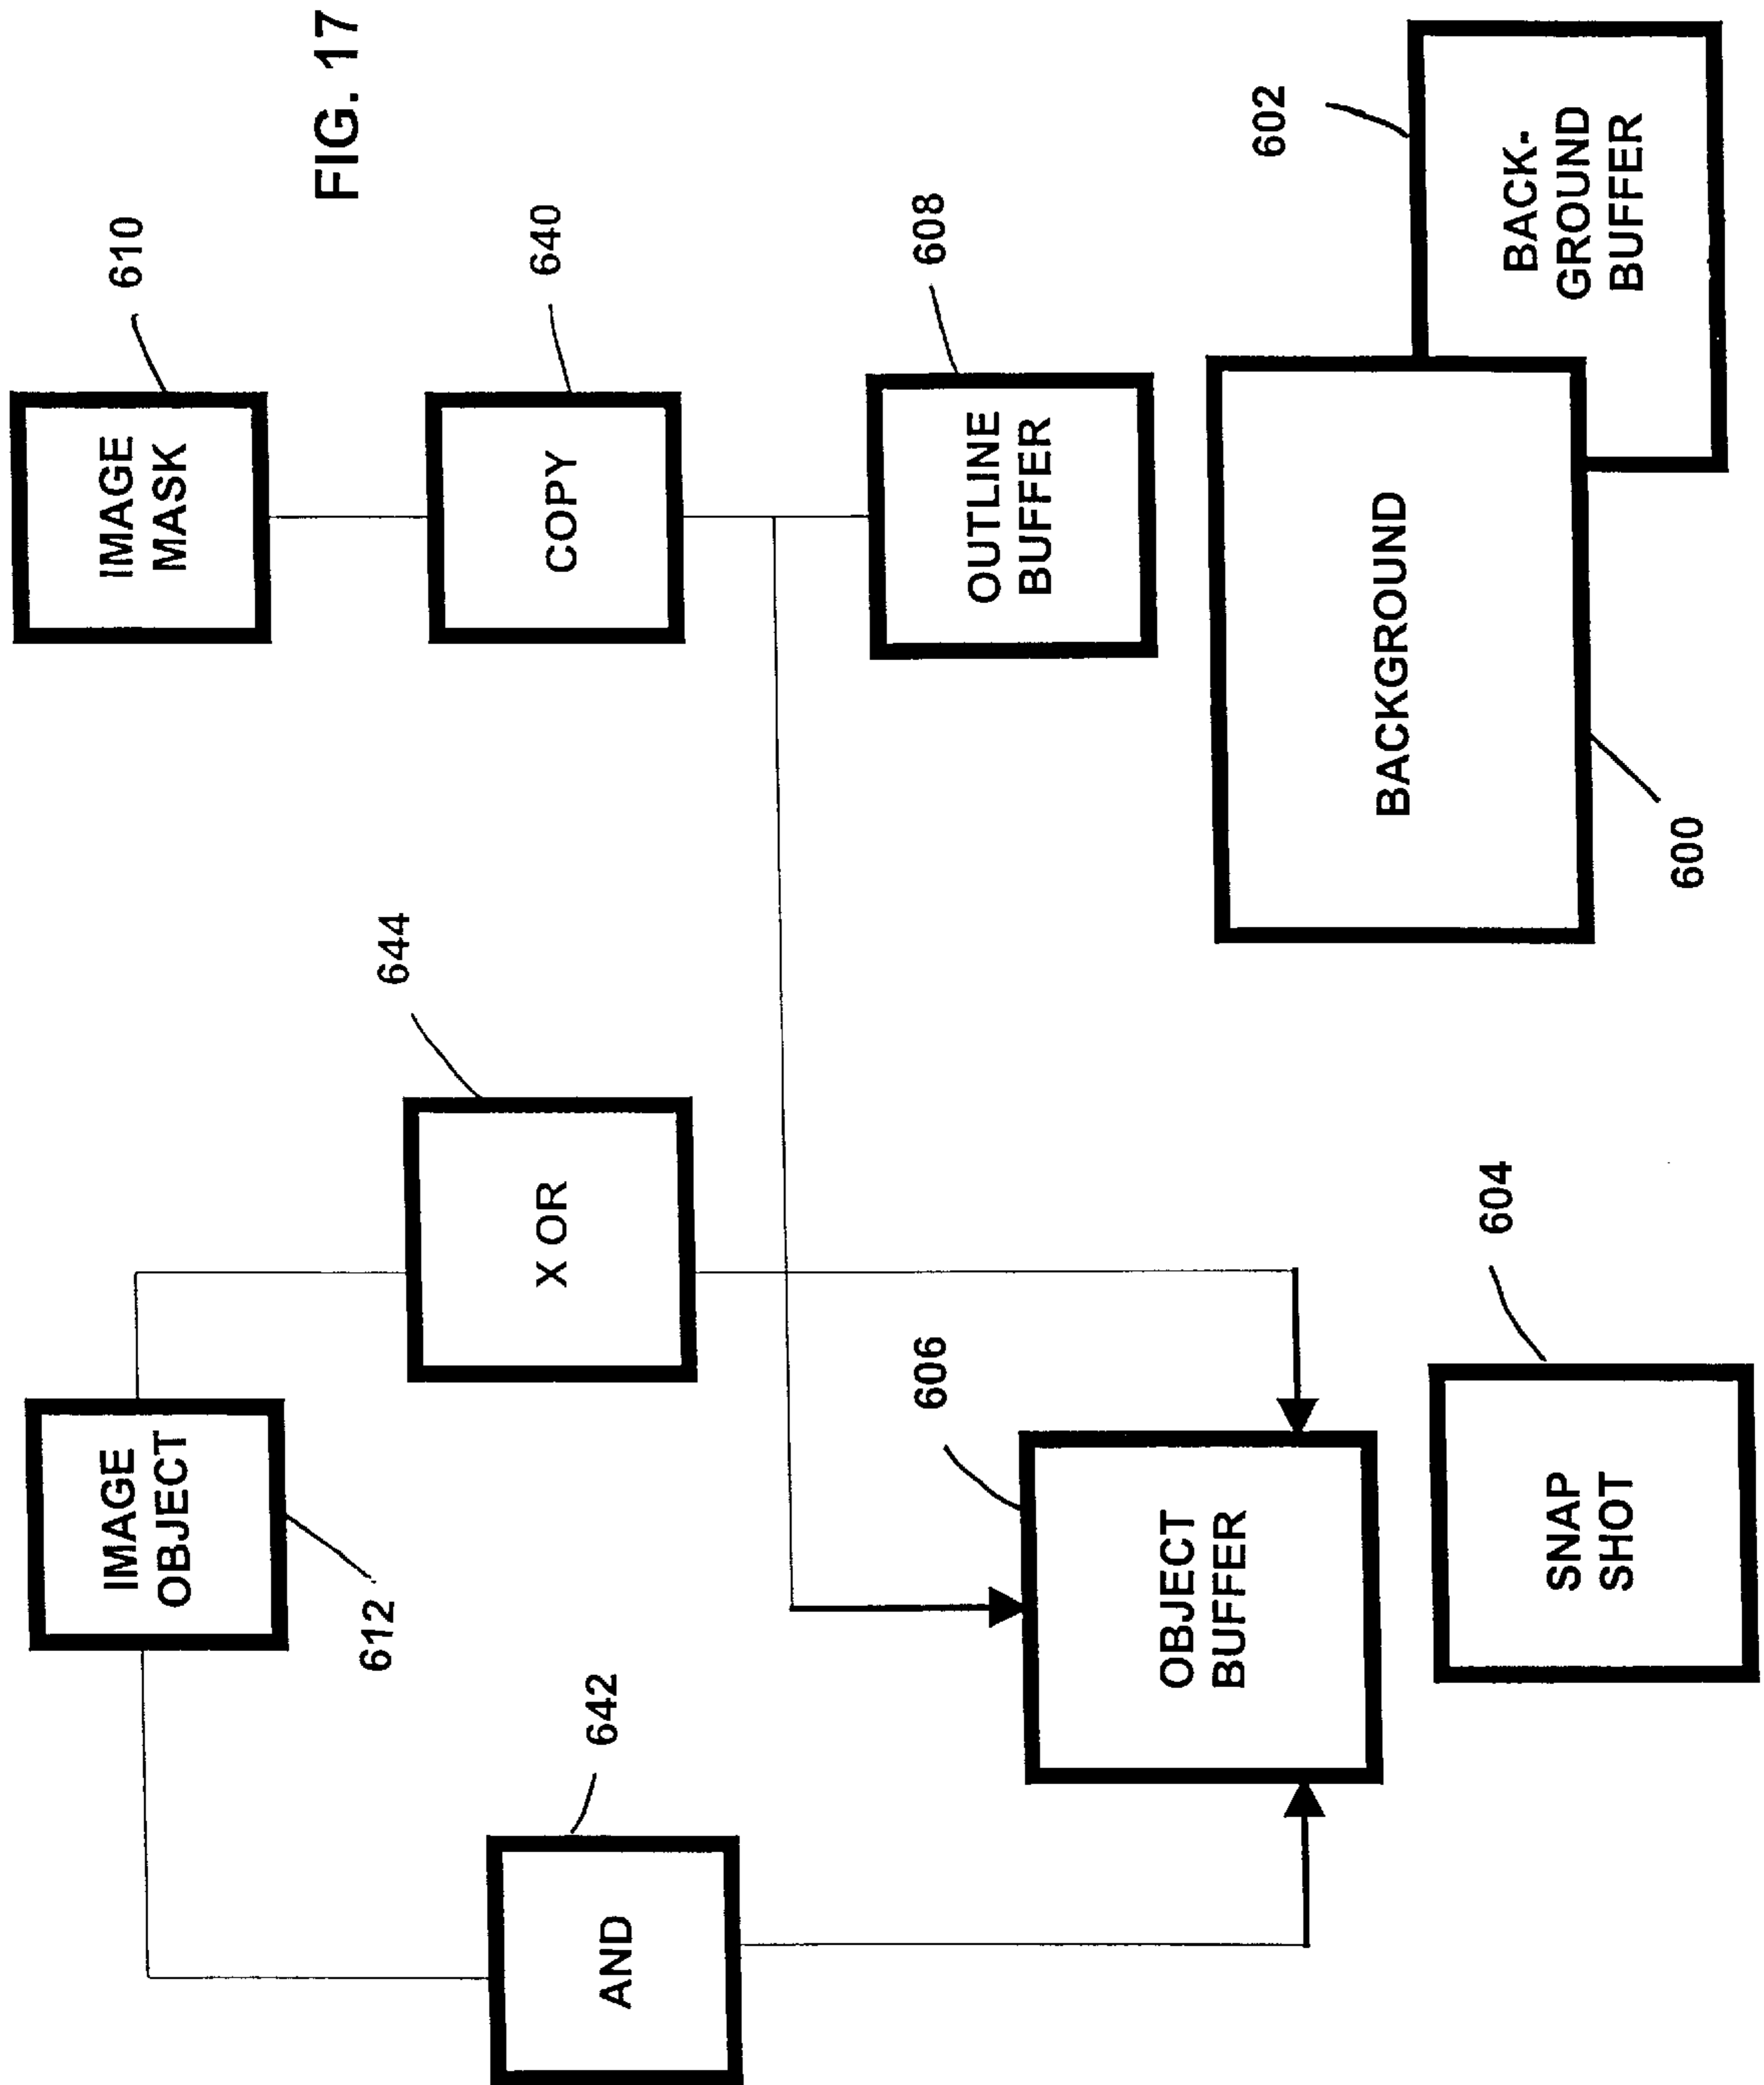 FIG. 17
610
IMAGE
MASK
640
COPY
608
OUTLINE
BUFFER
602
BACK-
GROUND
BUFFER
BACKGROUND
600
644
X OR
IMAGE
OBJECT
612
606
OBJECT
BUFFER
604
SNAP
SHOT
642
AND